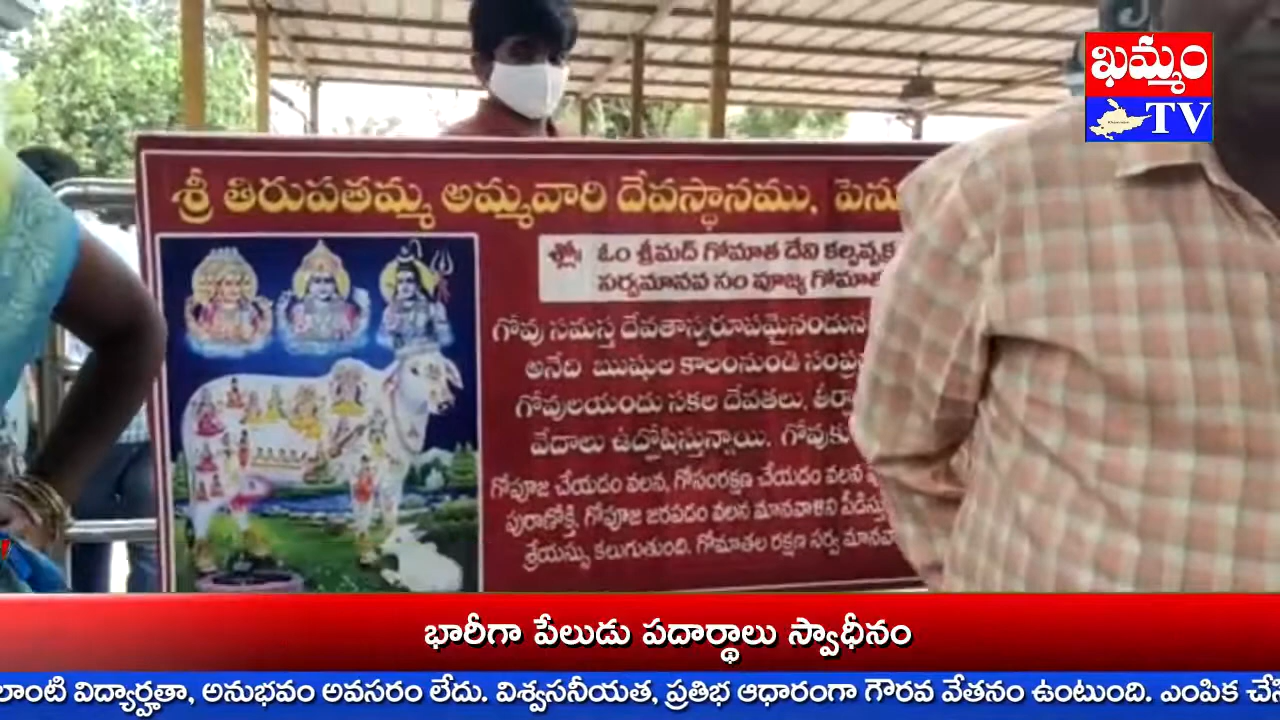 ఖమ్మం
TV
శ్రీ తిరుపతమ్మ అమ్మవారి దేవస్థానము,
శ్లో॥ ఓం శ్రీమద్ గోమాత దేవి
సర్వమానవ సం పూజ్య
గోవు సమస్త దేవతాస్వరూపమైనందున
అనేది ఋషుల కాలంనుండి
గోవులయందు సకల దేవతలు,
వేదాలు ఉద్ఘోషిస్తున్నాయి. గోవుకు
గోపూజ చేయడం వలన, గోసంరక్షణ చేయడం వలన
పురాణోక్తి. గోపూజ జరపడం వలన మానవాళిని
శ్రేయస్సు కలుగుతుంది. గోమాతల రక్షణ సర్వ
భారీగా పేలుడు పదార్థాలు స్వాధీనం
లాంటి విద్యార్హతా, అనుభవం అవసరం లేదు. విశ్వసనీయత, ప్రతిభ ఆధారంగా గౌరవ వేతనం ఉంటుంది. ఎంపిక